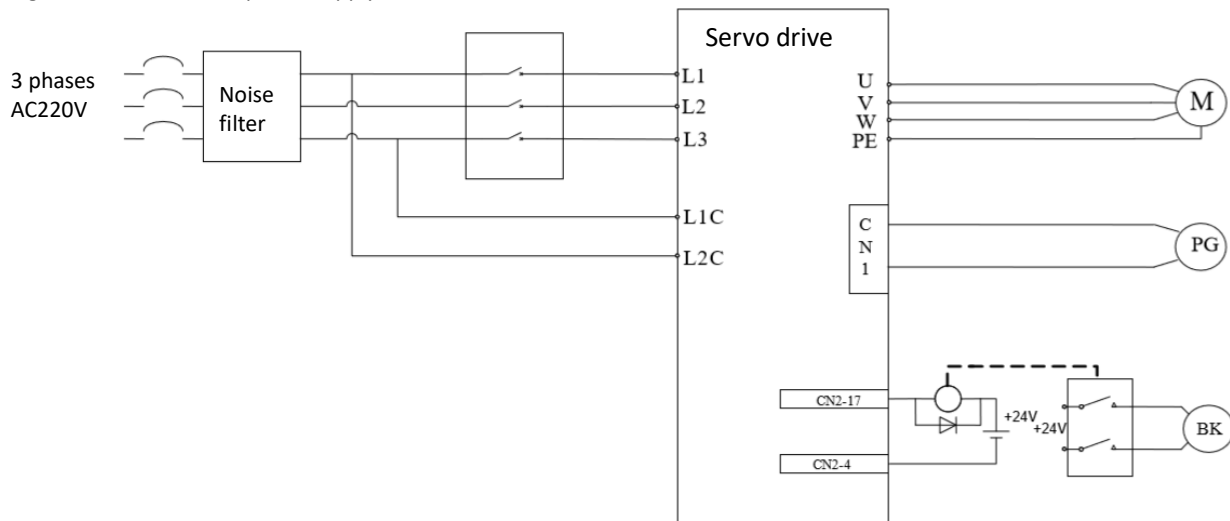 3 phases
AC220V
Noise
filter
Servo drive
L1
L2
L3
L1C
L2C
U
V
W
PE
M
C
N
1
PG
CN2-17
CN2-4
+24V
+24V
BK